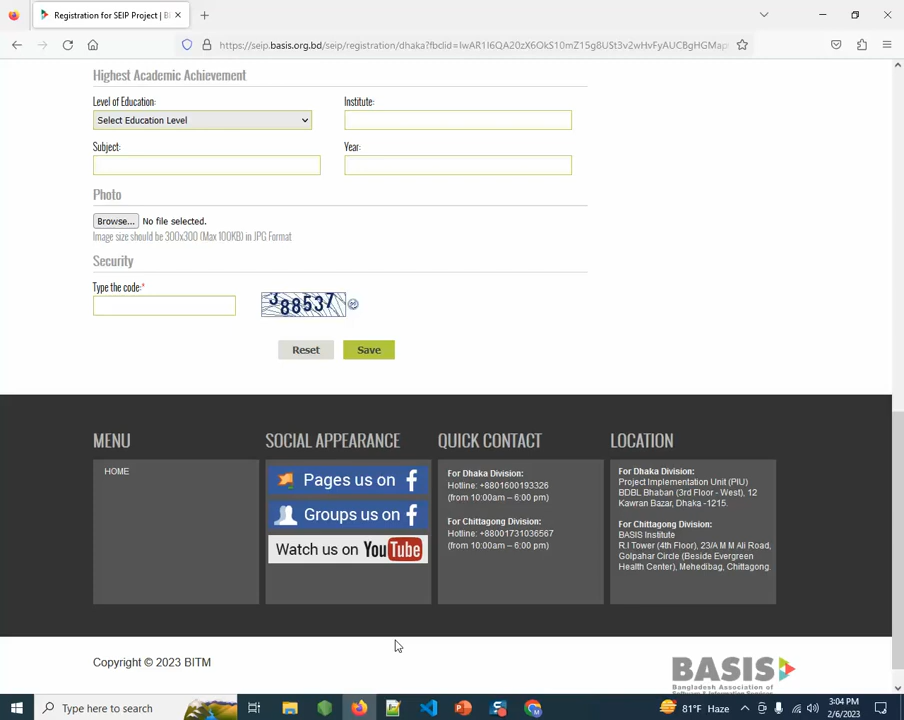 Registration for SEIP Project | BI
https://seip.basis.org.bd/seip/registration/dhaka?fbclid=IwAR1I6QA20zX6OkS10mZ15g8USt3v2wHvFyAUCBgHGMap
Highest Academic Achievement
Level of Education: Institute:
Select Education Level
Subject: Year:
Photo
Browse... No file selected.
Image size should be 300x300 (Max 100KB) in JPG Format
Security
Type the code:*
388537
Reset Save
MENU
HOME
SOCIAL APPEARANCE
Pages us on f
Groups us on f
Watch us on YouTube
QUICK CONTACT
For Dhaka Division:
Hotline: +8801600193326
(from 10:00am – 6:00 pm)
For Chittagong Division:
Hotline: +88001731036567
(from 10:00am – 6:00 pm)
LOCATION
For Dhaka Division:
Project Implementation Unit (PIU)
BDBL Bhaban (3rd Floor - West), 12
Kawran Bazar, Dhaka -1215.
For Chittagong Division:
BASIS Institute
R.I Tower (4th Floor), 23/A M M Ali Road,
Golpahar Circle (Beside Evergreen
Health Center), Mehedibag, Chittagong.
Copyright © 2023 BITM
BASIS
Bangladesh Association of
Type here to search
81°F Haze
3:04 PM
2/6/2023